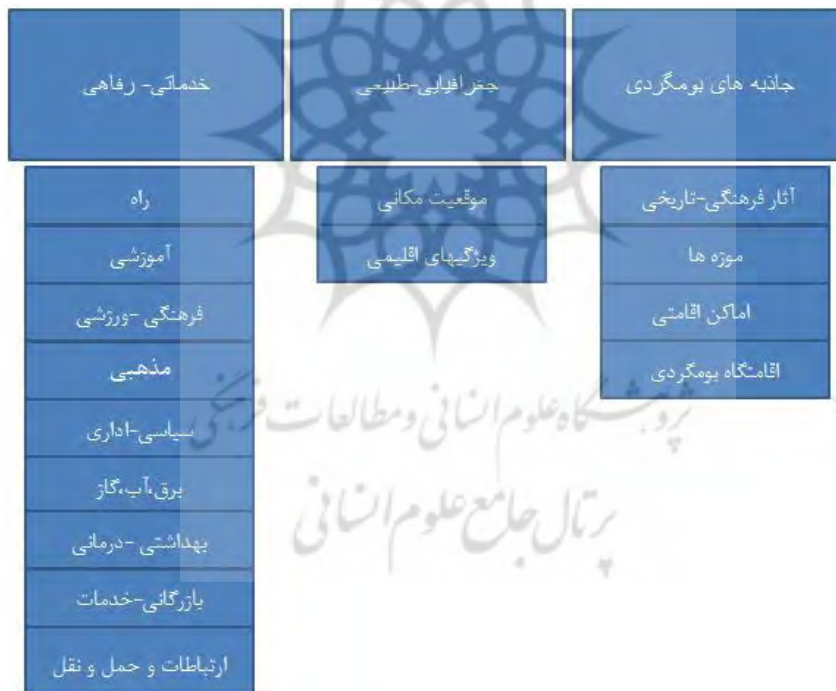 جاذبه های بومگردی
آثار فرهنگی-تاریخی
موزه ها
اماکن اقامتی
اقامتگاه بومگردی
جغرافیایی-طبیعی
موقعیت مکانی
ویژگیهای اقلیمی
خدماتی- رفاهی
راه
آموزشی
فرهنگی -ورزشی
مذهبی
سیاسی-اداری
برق،آب،گاز
بهداشتی -درمانی
بازرگانی-خدمات
ارتباطات و حمل و نقل
پژوهشگاه علوم انسانی و مطالعات فرهنگی
پرتال جامع علوم انسانی